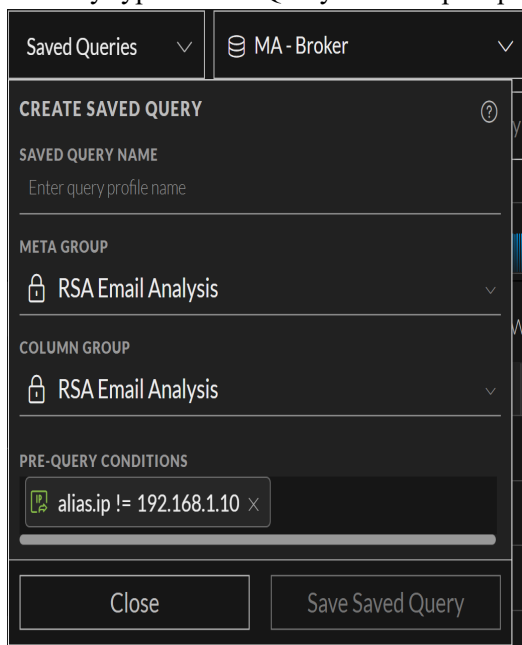 Saved Queries
MA - Broker
CREATE SAVED QUERY
?
SAVED QUERY NAME
Enter query profile name
META GROUP
RSA Email Analysis
COLUMN GROUP
RSA Email Analysis
PRE-QUERY CONDITIONS
IP alias.ip != 192.168.1.10 ×
Close
Save Saved Query